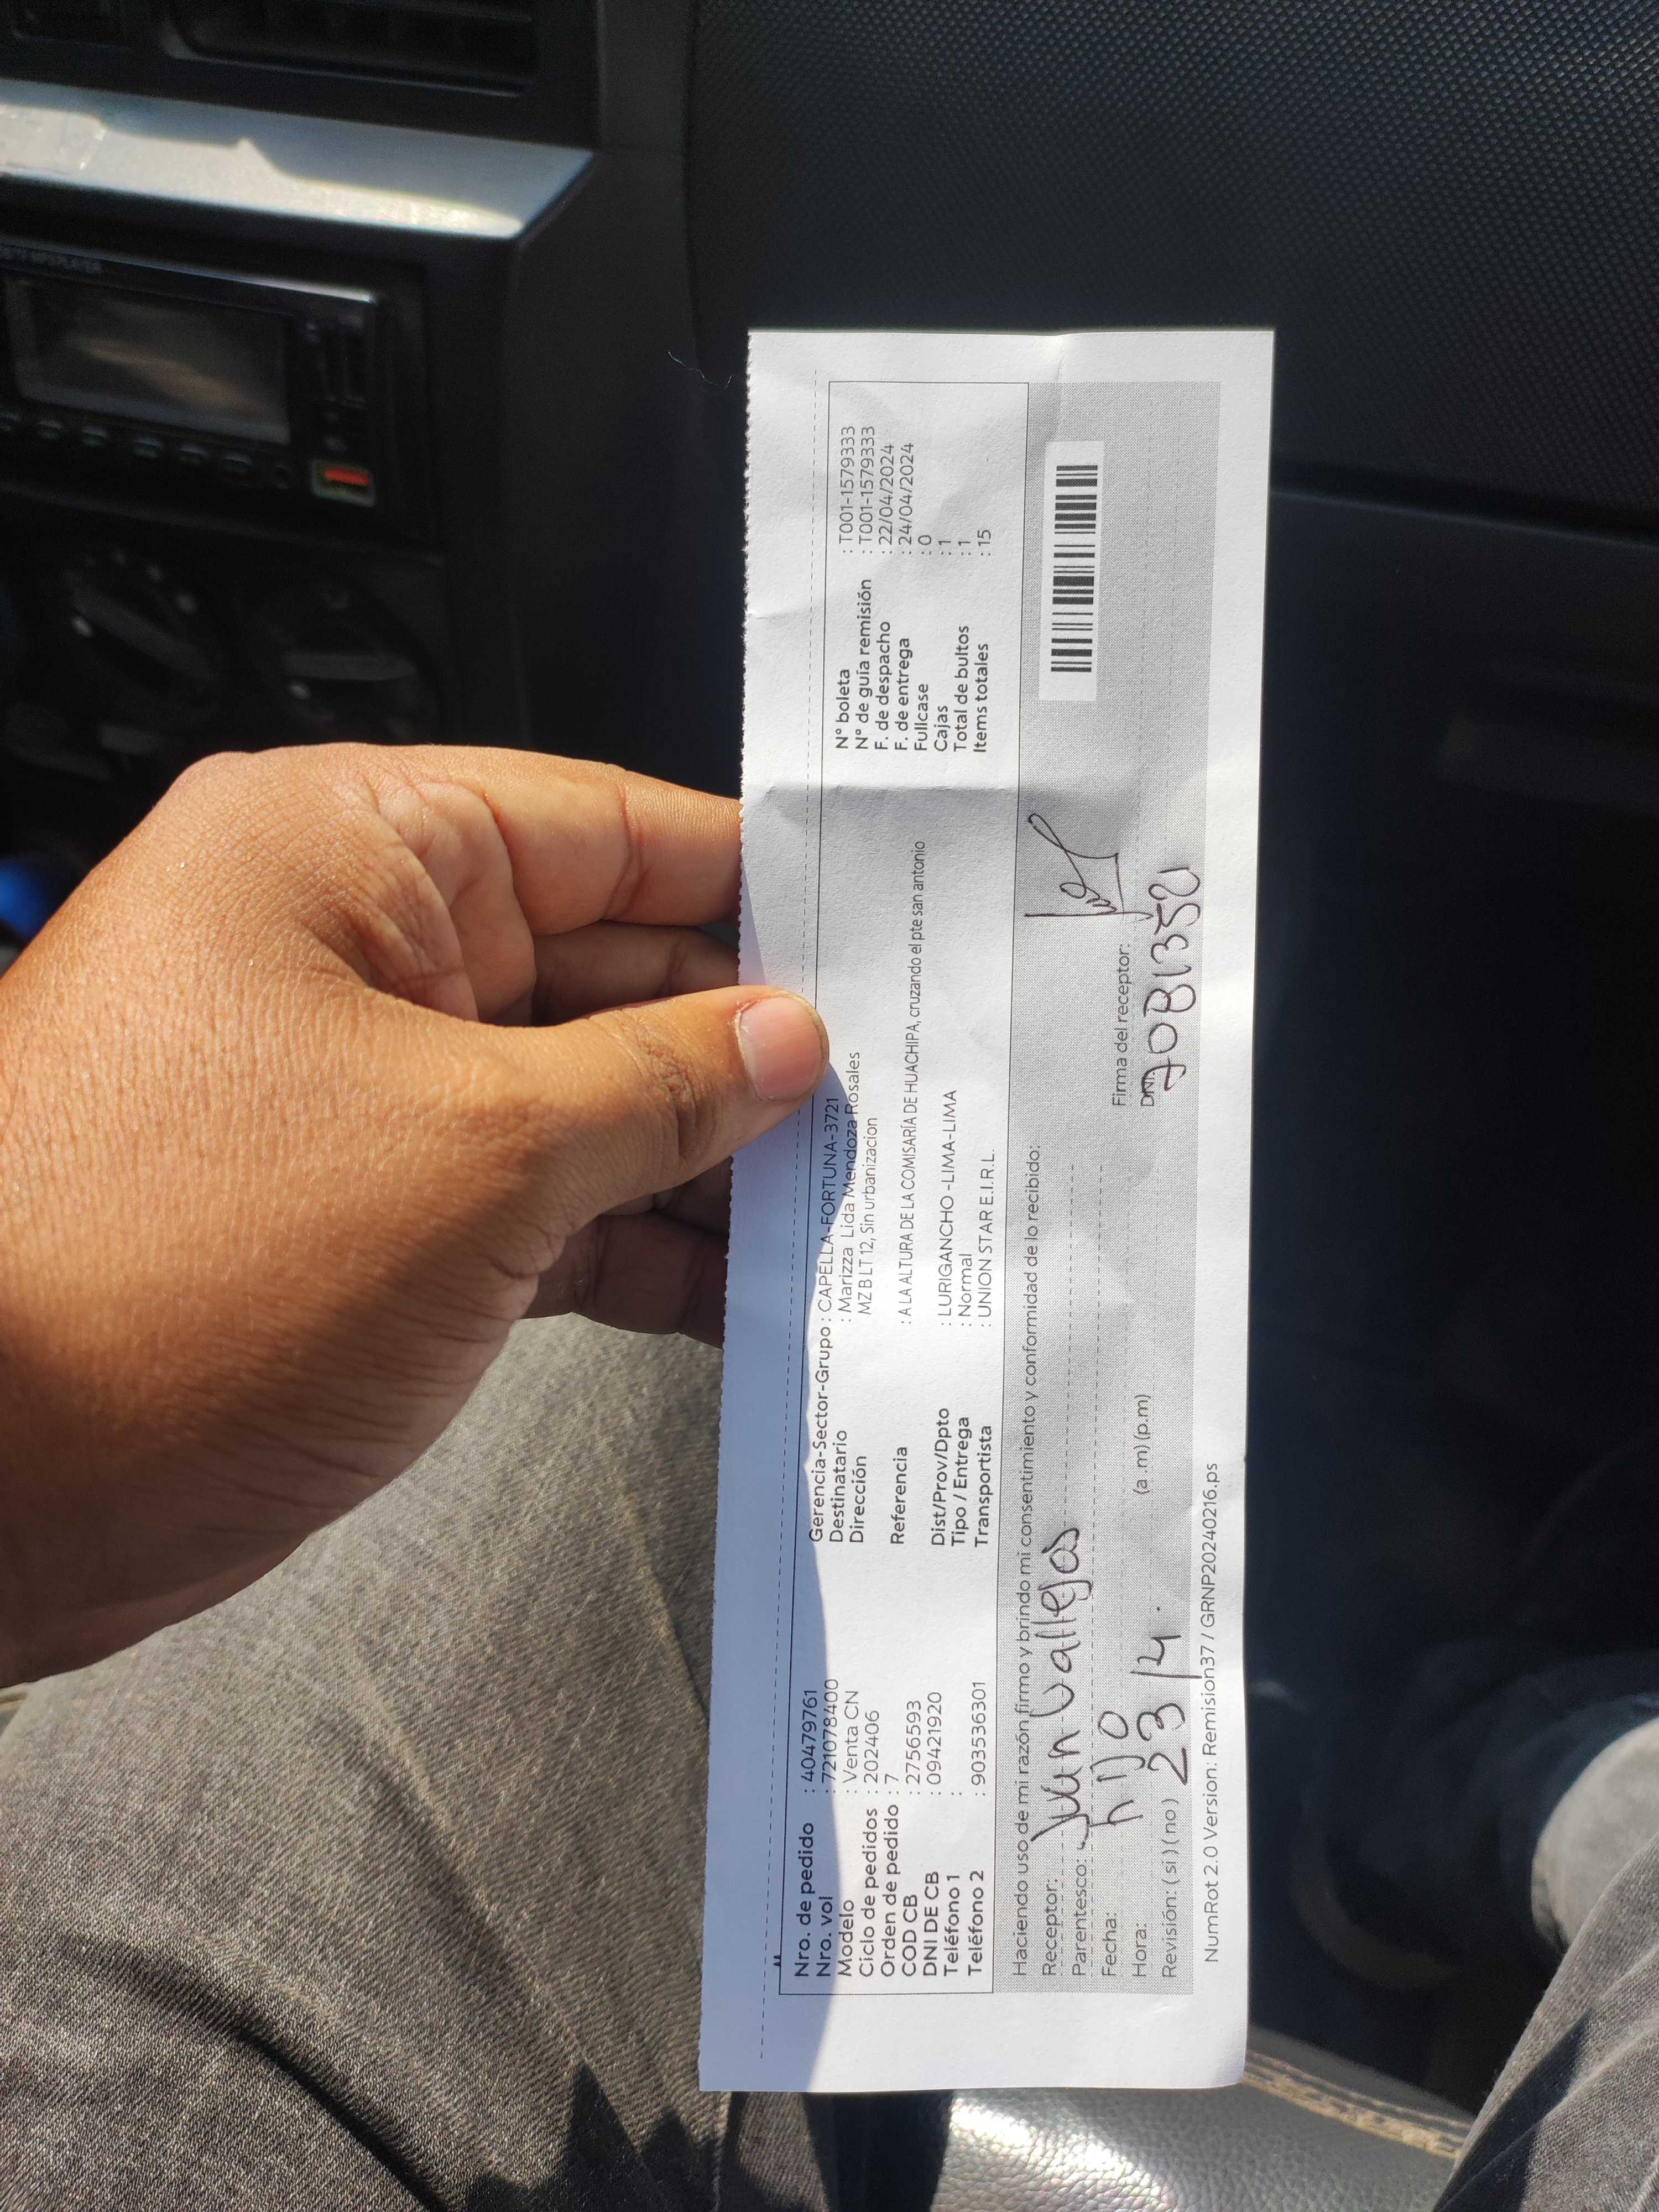 Nro. de pedido : 40479761
Nro. vol : 721078400
Modelo : Venta CN
Ciclo de pedidos : 202406
Orden de pedido : 7
COD CB : 2756593
DNI DE CB : 09421920
Teléfono 1 :
Teléfono 2 : 903536301
Gerencia-Sector-Grupo : CAPELLA-FORTUNA-3721
Destinatario : Marizza Lida Mendoza Rosales
Dirección MZ B LT 12, Sin urbanizacion
Referencia : A LA ALTURA DE LA COMISARÍA DE HUACHIPA, cruzando el pte san antonio
Dist/Prov/Dpto : LURIGANCHO -LIMA-LIMA
Tipo / Entrega : Normal
Transportista : UNION STAR E.I.R.L.
N° boleta : T001-1579333
N° de guía remisión : T001-1579333
F. de despacho : 22/04/2024
F. de entrega : 24/04/2024
Fullcase : 0
Cajas : 1
Total de bultos : 1
Items totales : 15
Haciendo uso de mi razón firmo y brindo mi consentimiento y conformidad de lo recibido:
Receptor: Juan Vallejos
Parentesco: hijo
Fecha: 23/4.
Hora: (a .m) (p.m)
Revisión: ( si ) ( no )
Firma del receptor:
DNI: 70813521
NumRot 2.0 Version: Remision37 / GRNP20240216.ps